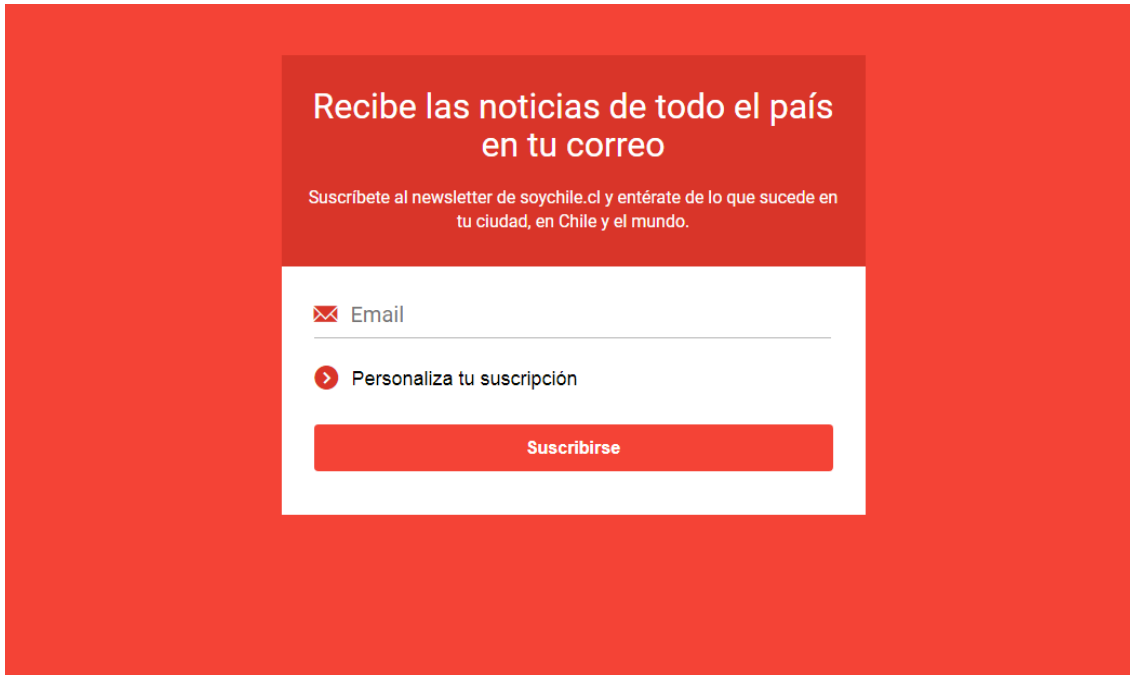 Recibe las noticias de todo el país
en tu correo
Suscríbete al newsletter de soychile.cl y entérate de lo que sucede en
tu ciudad, en Chile y el mundo.
Email
Personaliza tu suscripción
Suscribirse